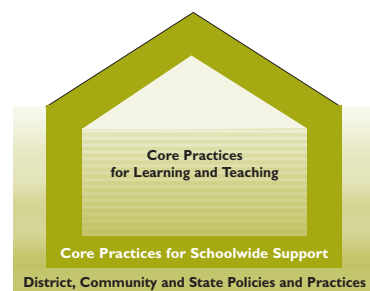 Core Practices
for Learning and Teaching
Core Practices for Schoolwide Support
District, Community and State Policies and Practices